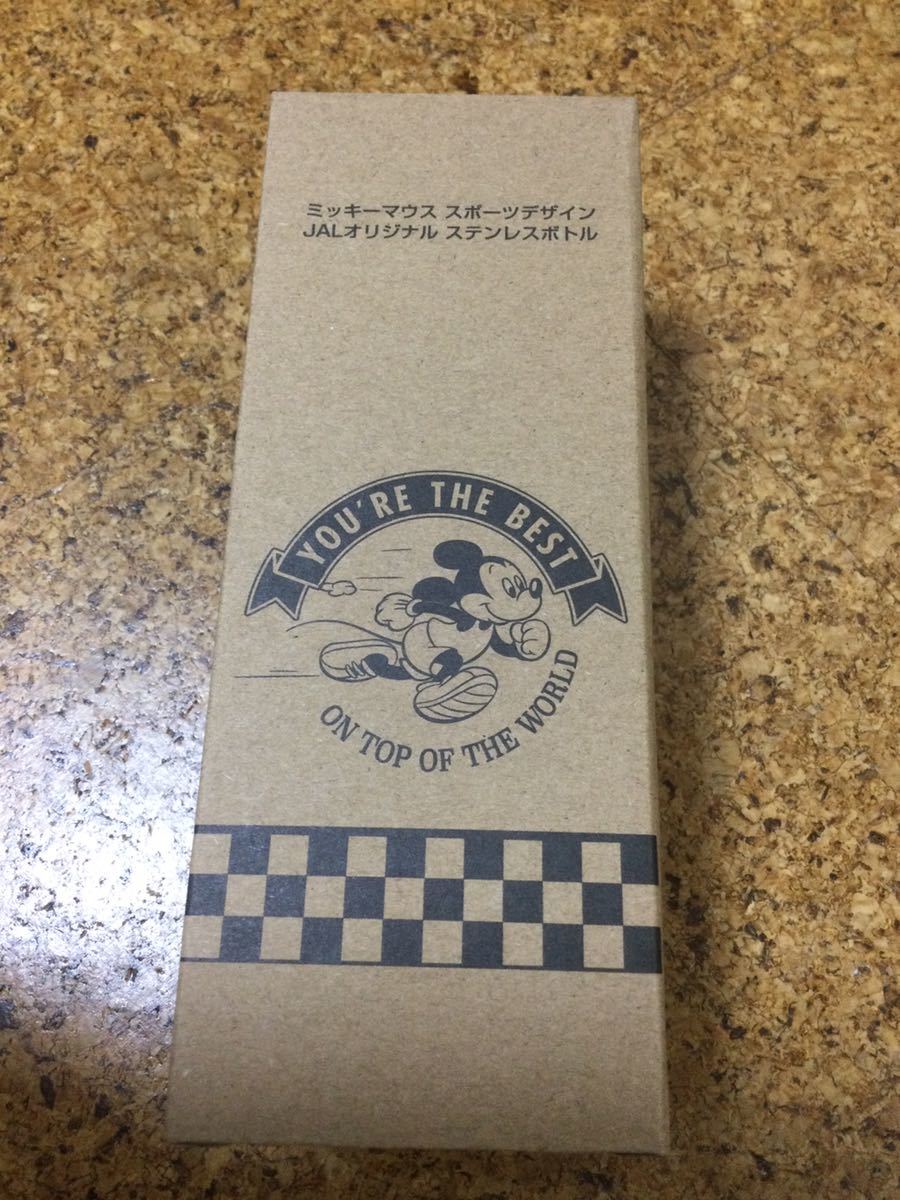 ミッキーマウス スポーツデザイン
JALオリジナル ステンレスボトル
YOU'RE THE BEST
ON TOP OF THE WORLD